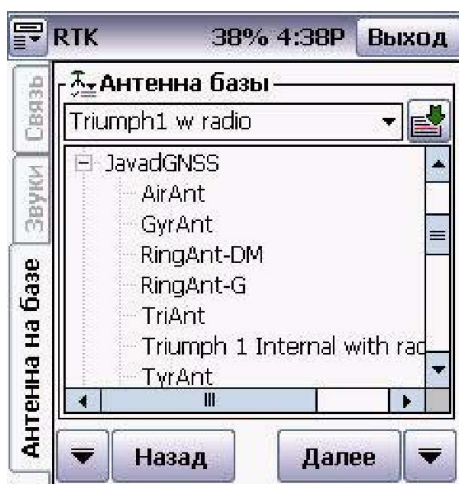 RTK 38% 4:38P Выход
Связь
Звуки
Антенна на базе
Антенна базы
Triumph1 w radio
JavadGNSS
AirAnt
GyrAnt
RingAnt-DM
RingAnt-G
TriAnt
Triumph 1 Internal with rad
TyrAnt
Назад Далее